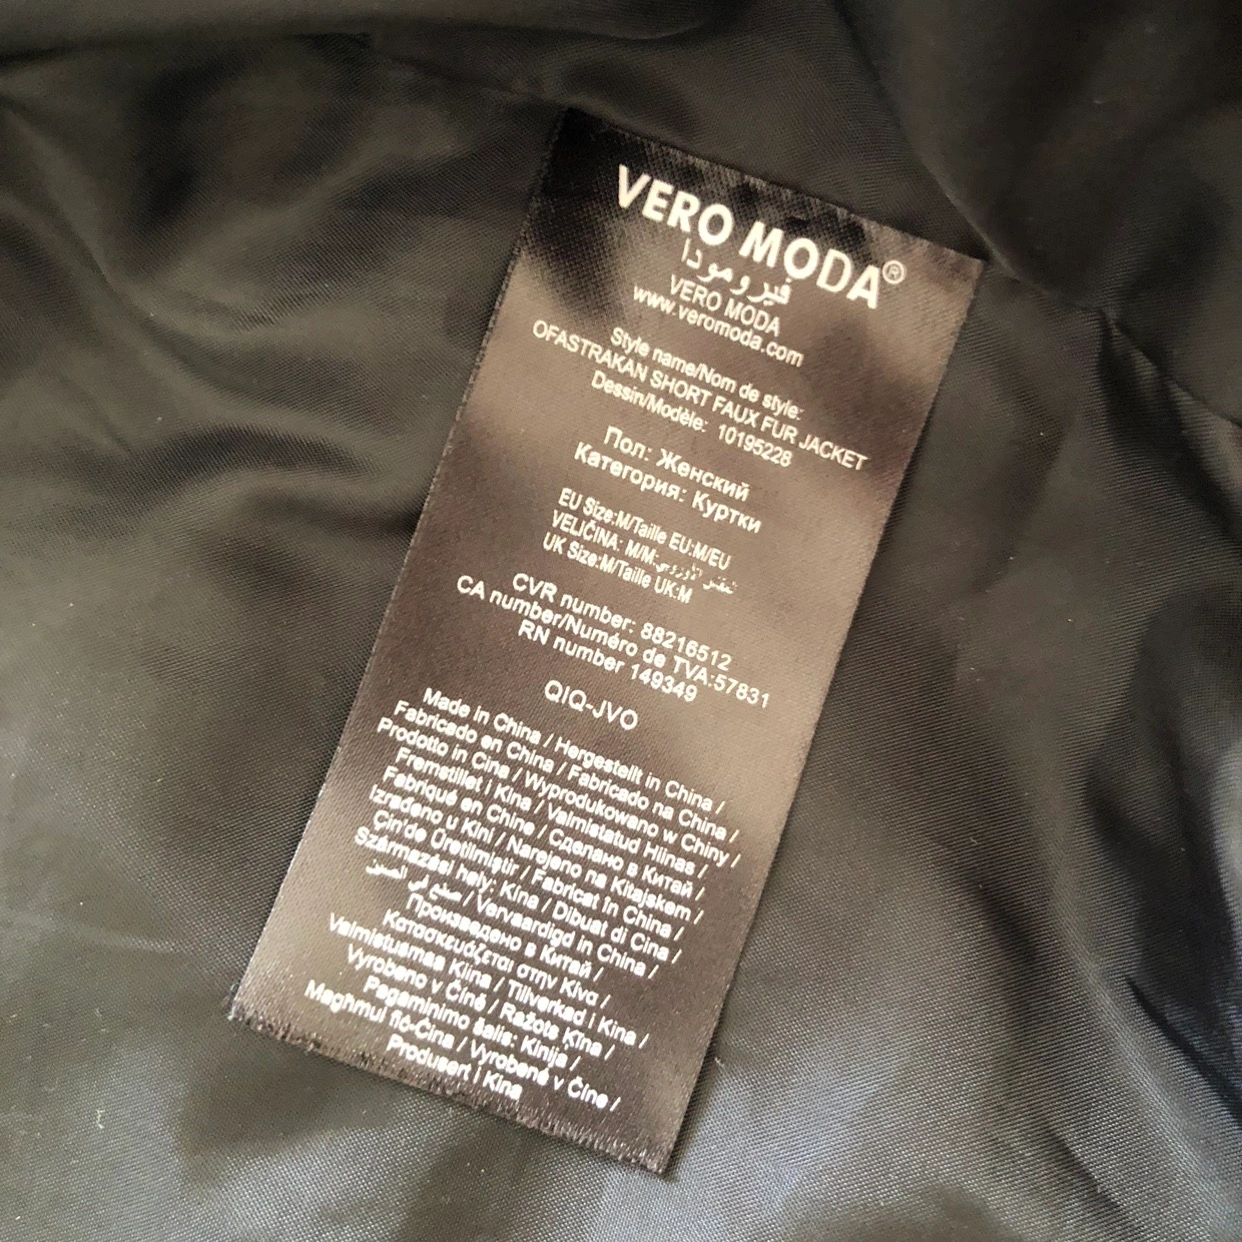 VERO MODA®
فيرومودا
VERO MODA
www.veromoda.com
Style name/Nom de style:
OFASTRAKAN SHORT FAUX FUR JACKET
Dessin/Modèle: 10195228
Пол: Женский
Категория: Куртки
EU Size:M/Taille EU:M/EU
VELIČINA: M/M:
UK Size:M/Taille UK:M
CVR number: 88216512
CA number/Numéro de TVA:57831
RN number 149349
QIQ-JVO
Made in China / Hergestellt in China /
Fabricado en China / Fabricado na China /
Prodotto in Cina / Wyprodukowano w Chiny /
Fremstillet i Kina / Valmistatud Hiinas /
Fabriqué en Chine / Сделано в Китай /
Izrađeno u Kini / Narejeno na Kitajskem /
Çin'de Üretilmiştir / Fabricat în China /
Származási hely: Kína / Dibuat di Cina /
صنع في الصين / Vervaardigd in China /
Произведено в Китай /
Κατασκευάζεται στην Κίνα /
Valmistusmaa Kiina / Tillverkad i Kina /
Vyrobeno v Číně / Ražots Ķīna /
Pagaminimo šalis: Kinija /
Magħmul fiċ-Ċina / Vyrobené v Číne /
Produsert i Kina